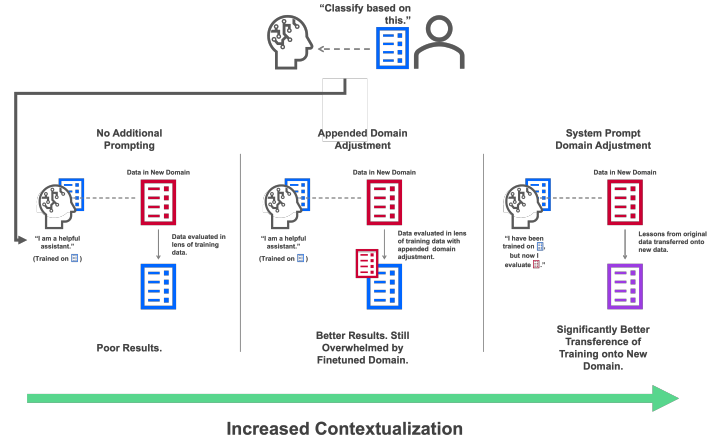 “Classify based on
this.”
No Additional
Prompting
Data in New Domain
“I am a helpful
assistant.”
(Trained on )
Data evaluated in
lens of training
data.
Poor Results.
Appended Domain
Adjustment
Data in New Domain
“I am a helpful
assistant.”
(Trained on )
Data evaluated in lens
of training data with
appended domain
adjustment.
Better Results. Still
Overwhelmed by
Finetuned Domain.
System Prompt
Domain Adjustment
Data in New Domain
“I have been
trained on ,
but now I
evaluate .”
Lessons from original
data transferred onto
new data.
Significantly Better
Transference of
Training onto New
Domain.
Increased Contextualization